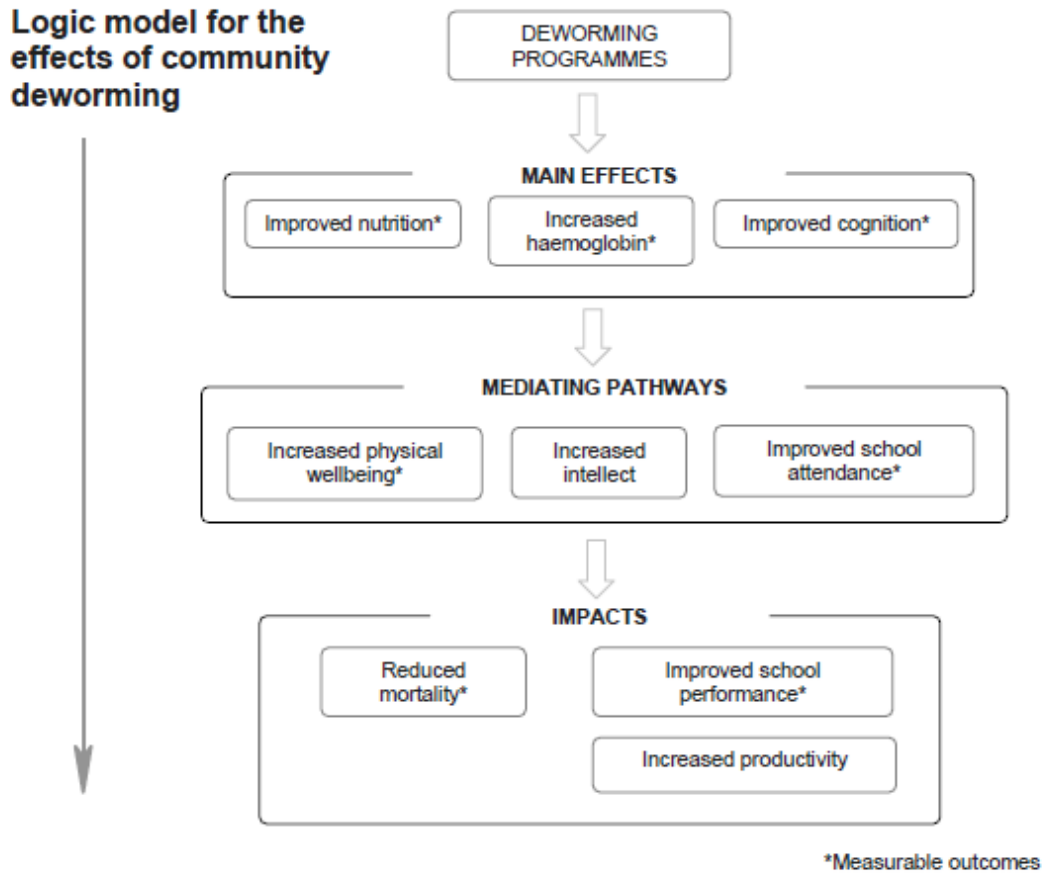 Logic model for the
effects of community
deworming
DEWORMING
PROGRAMMES
MAIN EFFECTS
Improved nutrition*
Increased
haemoglobin*
Improved cognition*
MEDIATING PATHWAYS
Increased physical
wellbeing*
Increased
intellect
Improved school
attendance*
IMPACTS
Reduced
mortality*
Improved school
performance*
Increased productivity
*Measurable outcomes